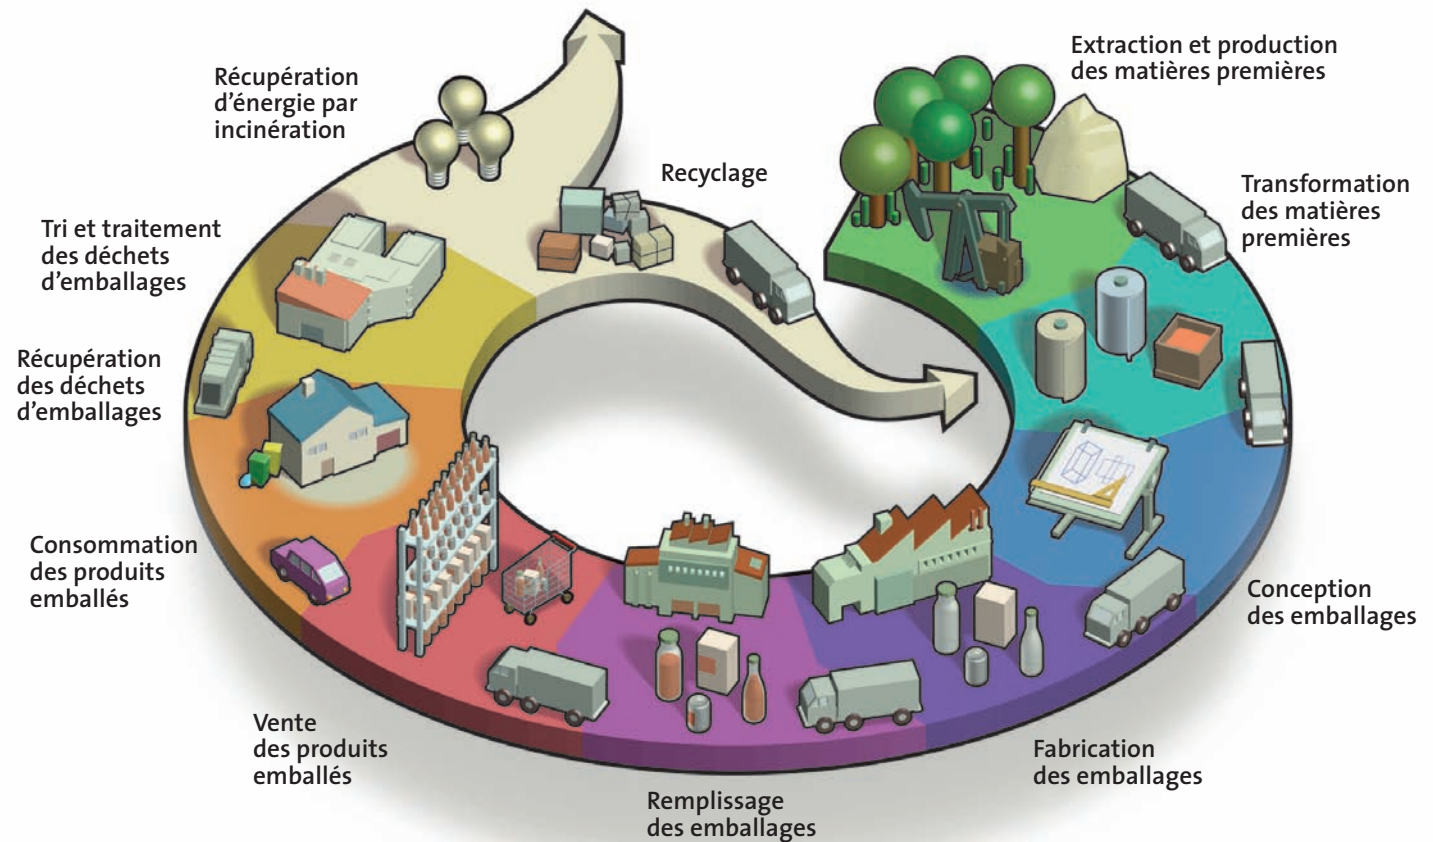 Extraction et production
des matières premières
Transformation
des matières
premières
Conception
des emballages
Fabrication
des emballages
Remplissage
des emballages
Vente
des produits
emballés
Consommation
des produits
emballés
Récupération
des déchets
d'emballages
Tri et traitement
des déchets
d'emballages
Récupération
d'énergie par
incinération
Recyclage